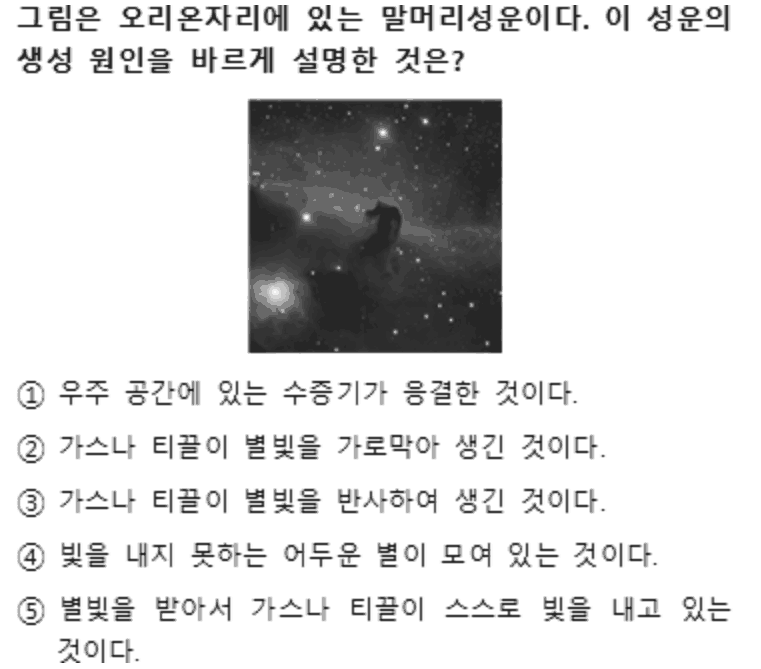 그림은 오리온자리에 있는 말머리성운이다. 이 성운의
생성 원인을 바르게 설명한 것은?
① 우주 공간에 있는 수증기가 응결한 것이다.
② 가스나 티끌이 별빛을 가로막아 생긴 것이다.
③ 가스나 티끌이 별빛을 반사하여 생긴 것이다.
④ 빛을 내지 못하는 어두운 별이 모여 있는 것이다.
⑤ 별빛을 받아서 가스나 티끌이 스스로 빛을 내고 있는
것이다.